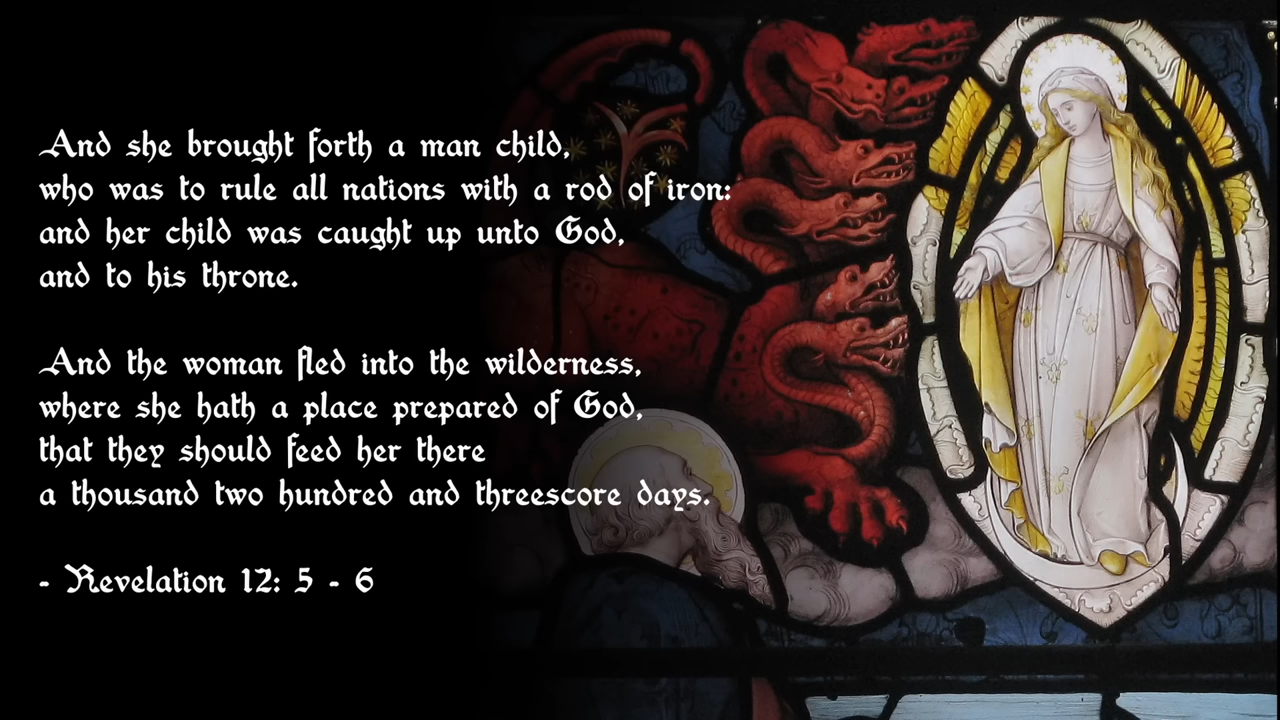 And she brought forth a man child,
who was to rule all nations with a rod of iron:
and her child was caught up unto God,
and to his throne.
And the woman fled into the wilderness,
where she hath a place prepared of God,
that they should feed her there
a thousand two hundred and threescore days.
- Revelation 12: 5 - 6